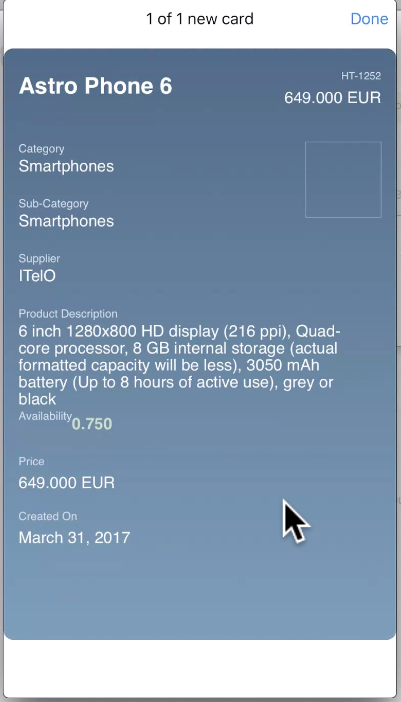 1 of 1 new card
Done
Astro Phone 6
HT-1252
649.000 EUR
Category
Smartphones
Sub-Category
Smartphones
Supplier
ITelO
Product Description
6 inch 1280x800 HD display (216 ppi), Quad-
core processor, 8 GB internal storage (actual
formatted capacity will be less), 3050 mAh
battery (Up to 8 hours of active use), grey or
black
Availability
0.750
Price
649.000 EUR
Created On
March 31, 2017